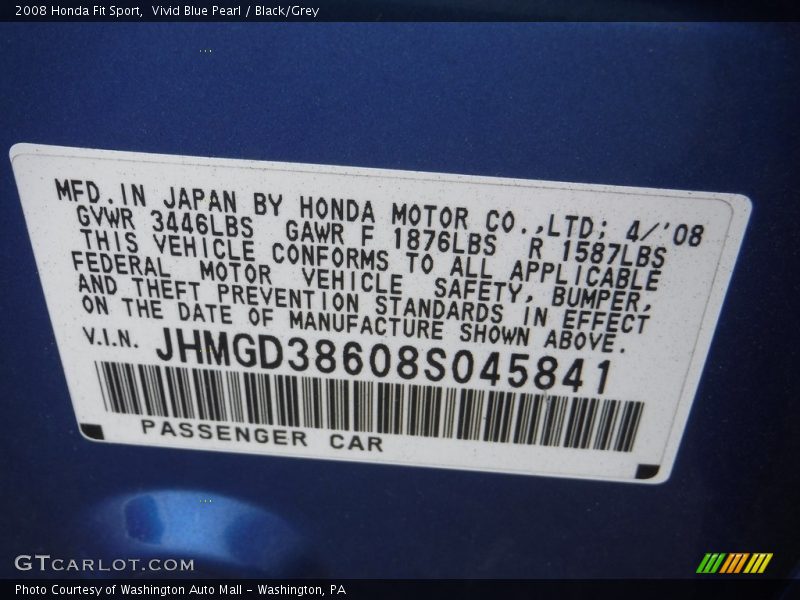 2008 Honda Fit Sport,  Vivid Blue Pearl / Black/Grey
MFD.IN JAPAN BY HONDA MOTOR CO.,LTD; 4/'08
GVWR 3446LBS  GAWR F 1876LBS  R 1587LBS
THIS VEHICLE CONFORMS TO ALL APPLICABLE
FEDERAL MOTOR VEHICLE SAFETY, BUMPER,
AND THEFT PREVENTION STANDARDS IN EFFECT
ON THE DATE OF MANUFACTURE SHOWN ABOVE.
V.I.N. JHMGD38608S045841
PASSENGER CAR
GTCARLOT.COM
Photo Courtesy of Washington Auto Mall - Washington, PA